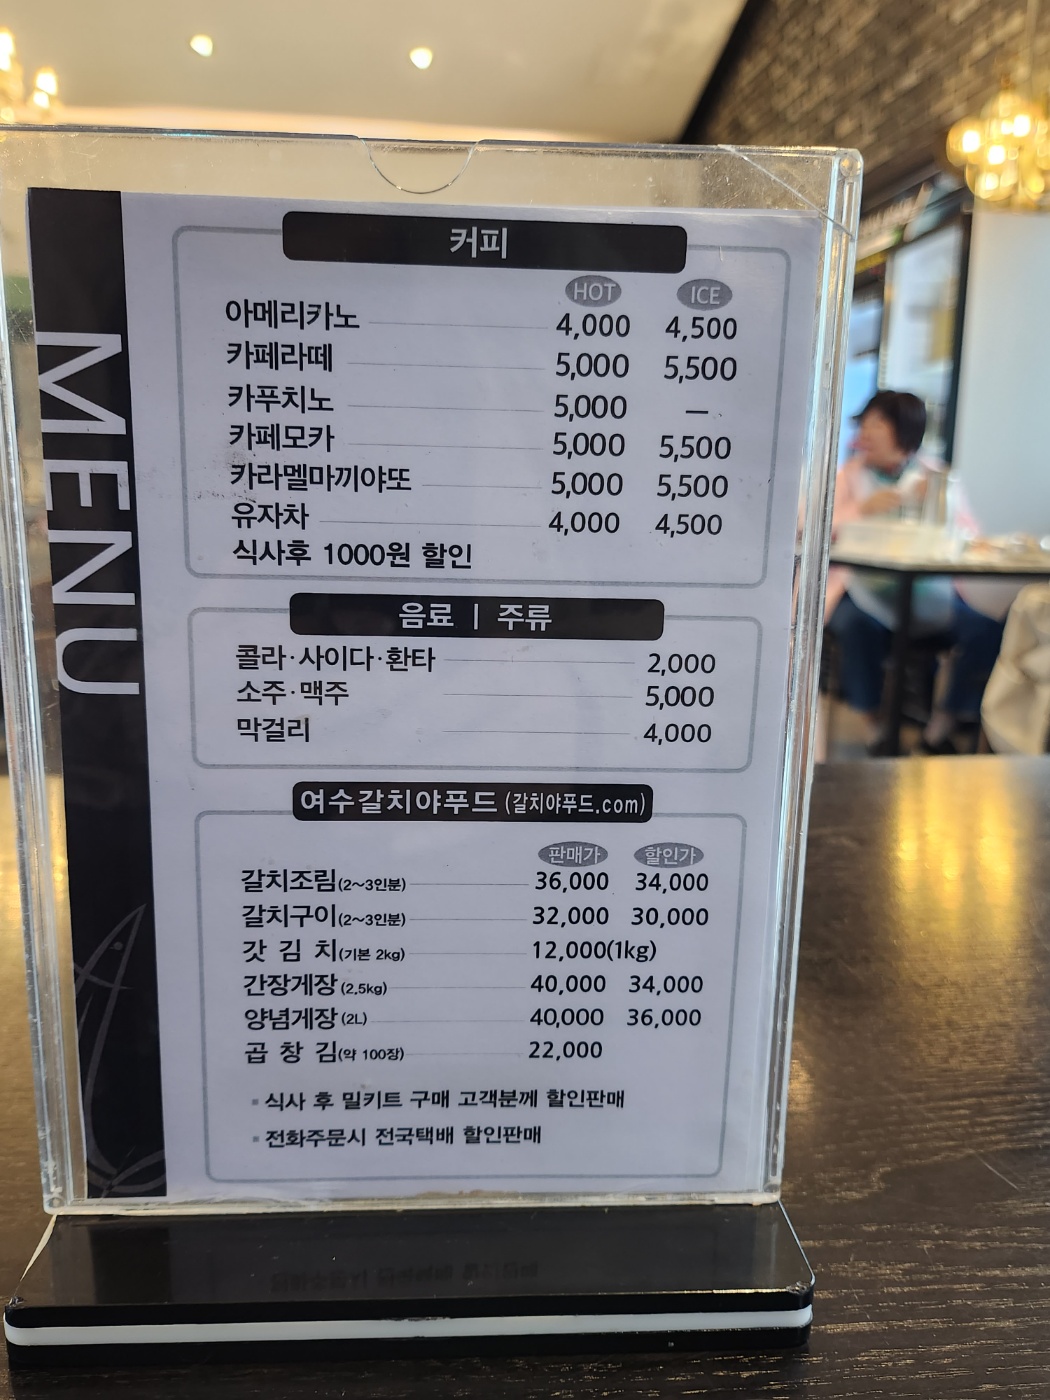 MENU
커피
HOT ICE
아메리카노 4,000 4,500
카페라떼 5,000 5,500
카푸치노 5,000 –
카페모카 5,000 5,500
카라멜마끼야또 5,000 5,500
유자차 4,000 4,500
식사후 1000원 할인
음료 | 주류
콜라·사이다·환타 2,000
소주·맥주 5,000
막걸리 4,000
여수갈치야푸드 (갈치야푸드.com)
판매가 할인가
갈치조림(2~3인분) 36,000 34,000
갈치구이(2~3인분) 32,000 30,000
갓 김 치(기본 2kg) 12,000(1kg)
간장게장 (2.5kg) 40,000 34,000
양념게장 (2L) 40,000 36,000
곱 창 김(약 100장) 22,000
▪ 식사 후 밀키트 구매 고객분께 할인판매
▪ 전화주문시 전국택배 할인판매